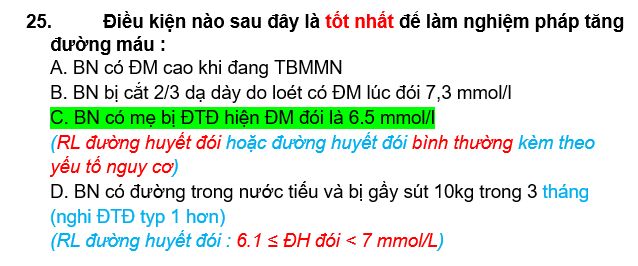 25. Điều kiện nào sau đây là tốt nhất để làm nghiệm pháp tăng
đường máu :
A. BN có ĐM cao khi đang TBMMN
B. BN bị cắt 2/3 dạ dày do loét có ĐM lúc đói 7,3 mmol/l
C. BN có mẹ bị ĐTĐ hiện ĐM đói là 6.5 mmol/l
(RL đường huyết đói hoặc đường huyết đói bình thường kèm theo
yếu tố nguy cơ)
D. BN có đường trong nước tiểu và bị gầy sút 10kg trong 3 tháng
(nghi ĐTĐ typ 1 hơn)
(RL đường huyết đói : 6.1 ≤ ĐH đói < 7 mmol/L)